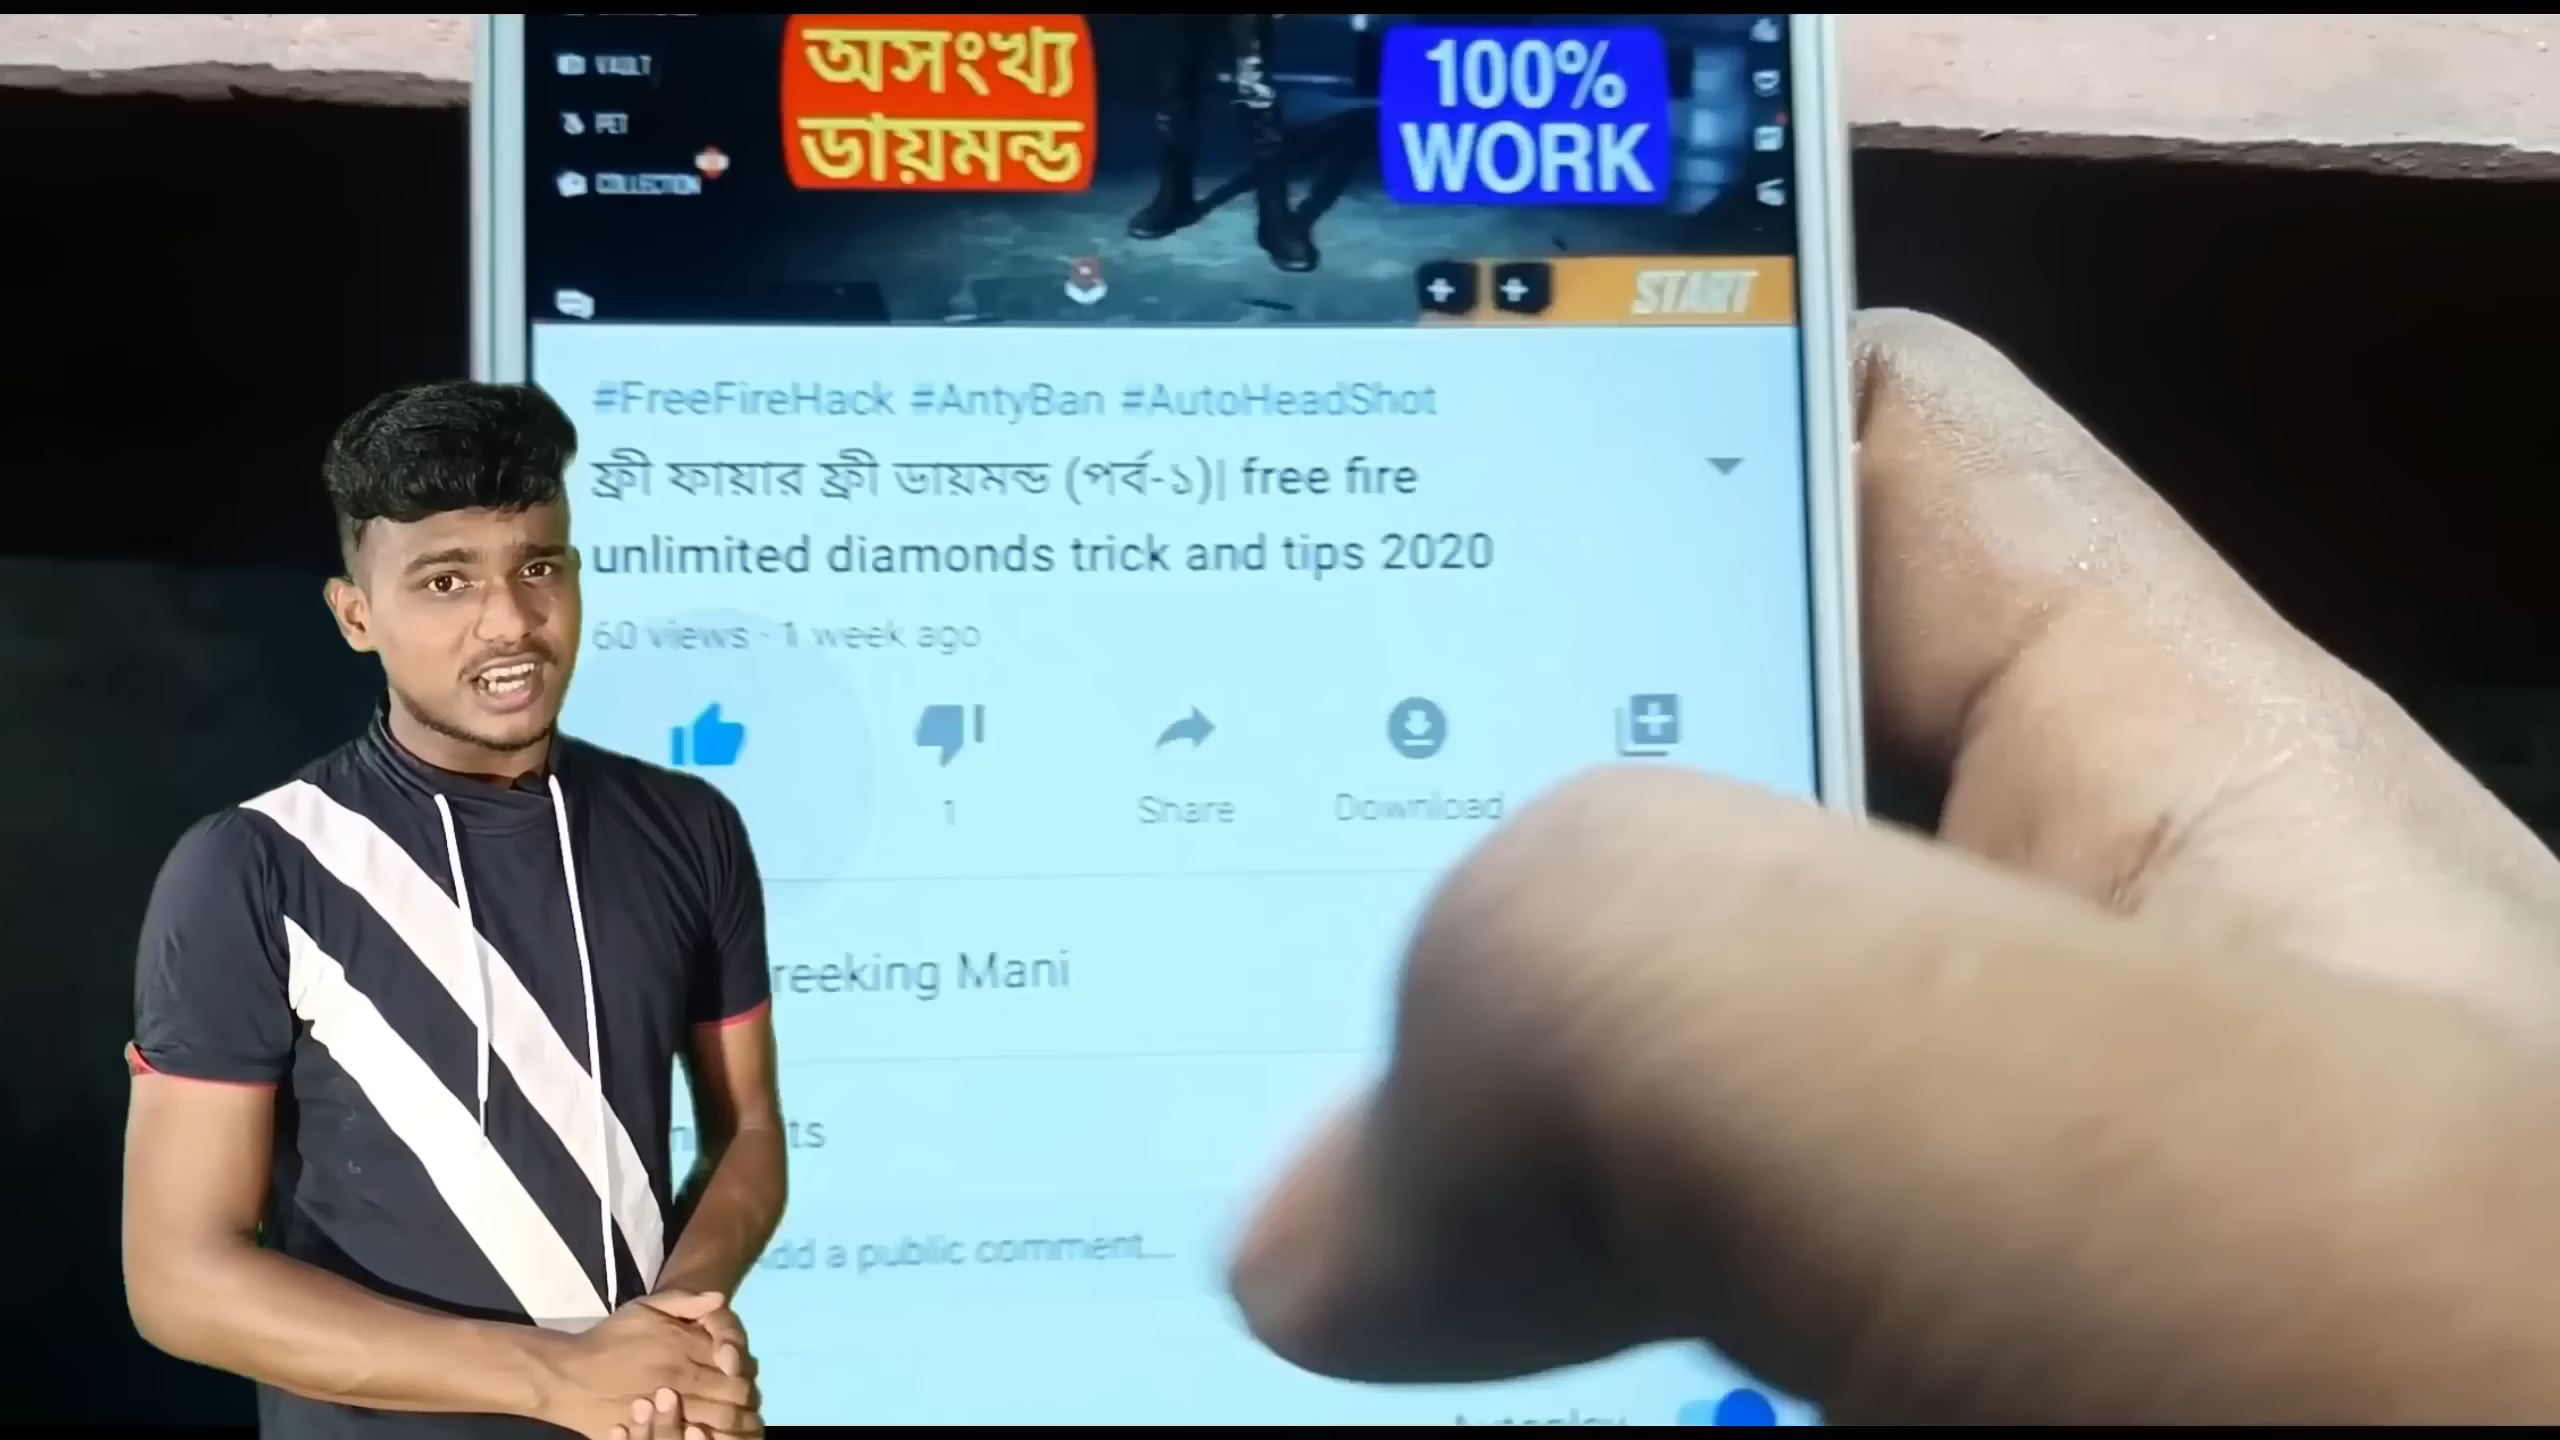 VAULT
PET
COLLECTION
অসংখ্য
ডায়মন্ড
100%
WORK
START
#FreeFireHack #AntyBan #AutoHeadShot
ফ্রী ফায়ার ফ্রী ডায়মন্ড (পর্ব-১)| free fire
unlimited diamonds trick and tips 2020
60 views · 1 week ago
1
Share
Download
reeking Mani
dd a public comment...
Autoplay